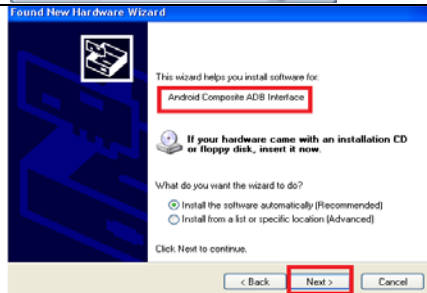 Found New Hardware Wizard
This wizard helps you install software for:
Android Composite ADB Interface
If your hardware came with an installation CD
or floppy disk, insert it now.
What do you want the wizard to do?
Install the software automatically (Recommended)
Install from a list or specific location (Advanced)
Click Next to continue.
< Back
Next >
Cancel